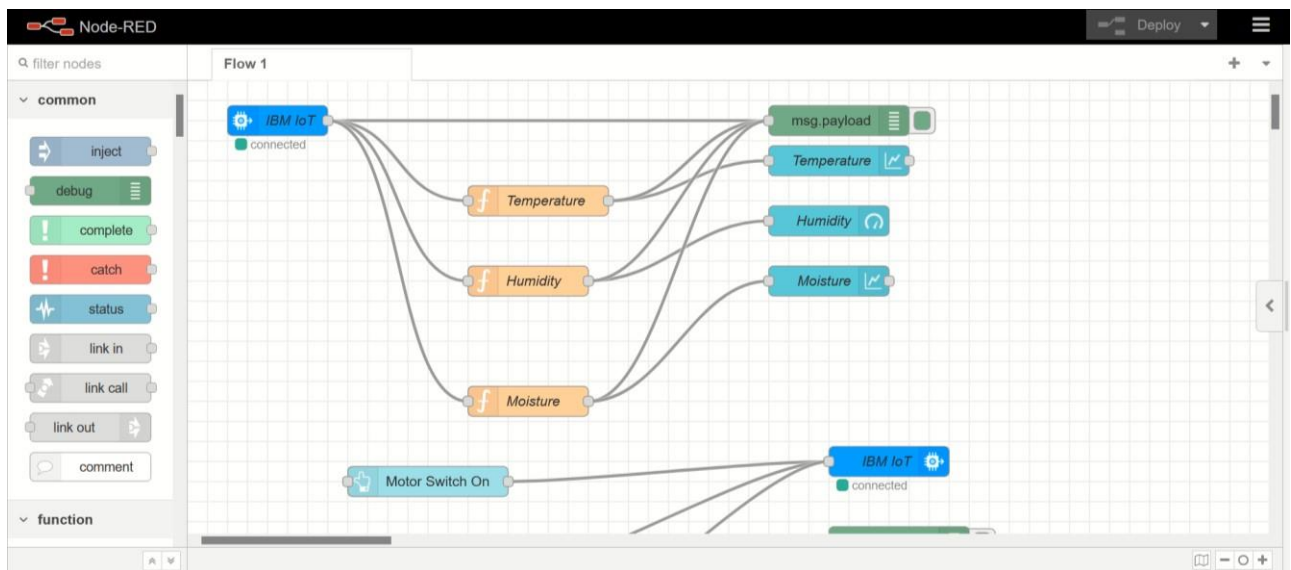 Node-RED
Deploy
filter nodes
Flow 1
common
inject
debug
complete
catch
status
link in
link call
link out
comment
function
IBM IoT
connected
msg.payload
Temperature
Temperature
Humidity
Humidity
Moisture
Moisture
Motor Switch On
IBM IoT
connected